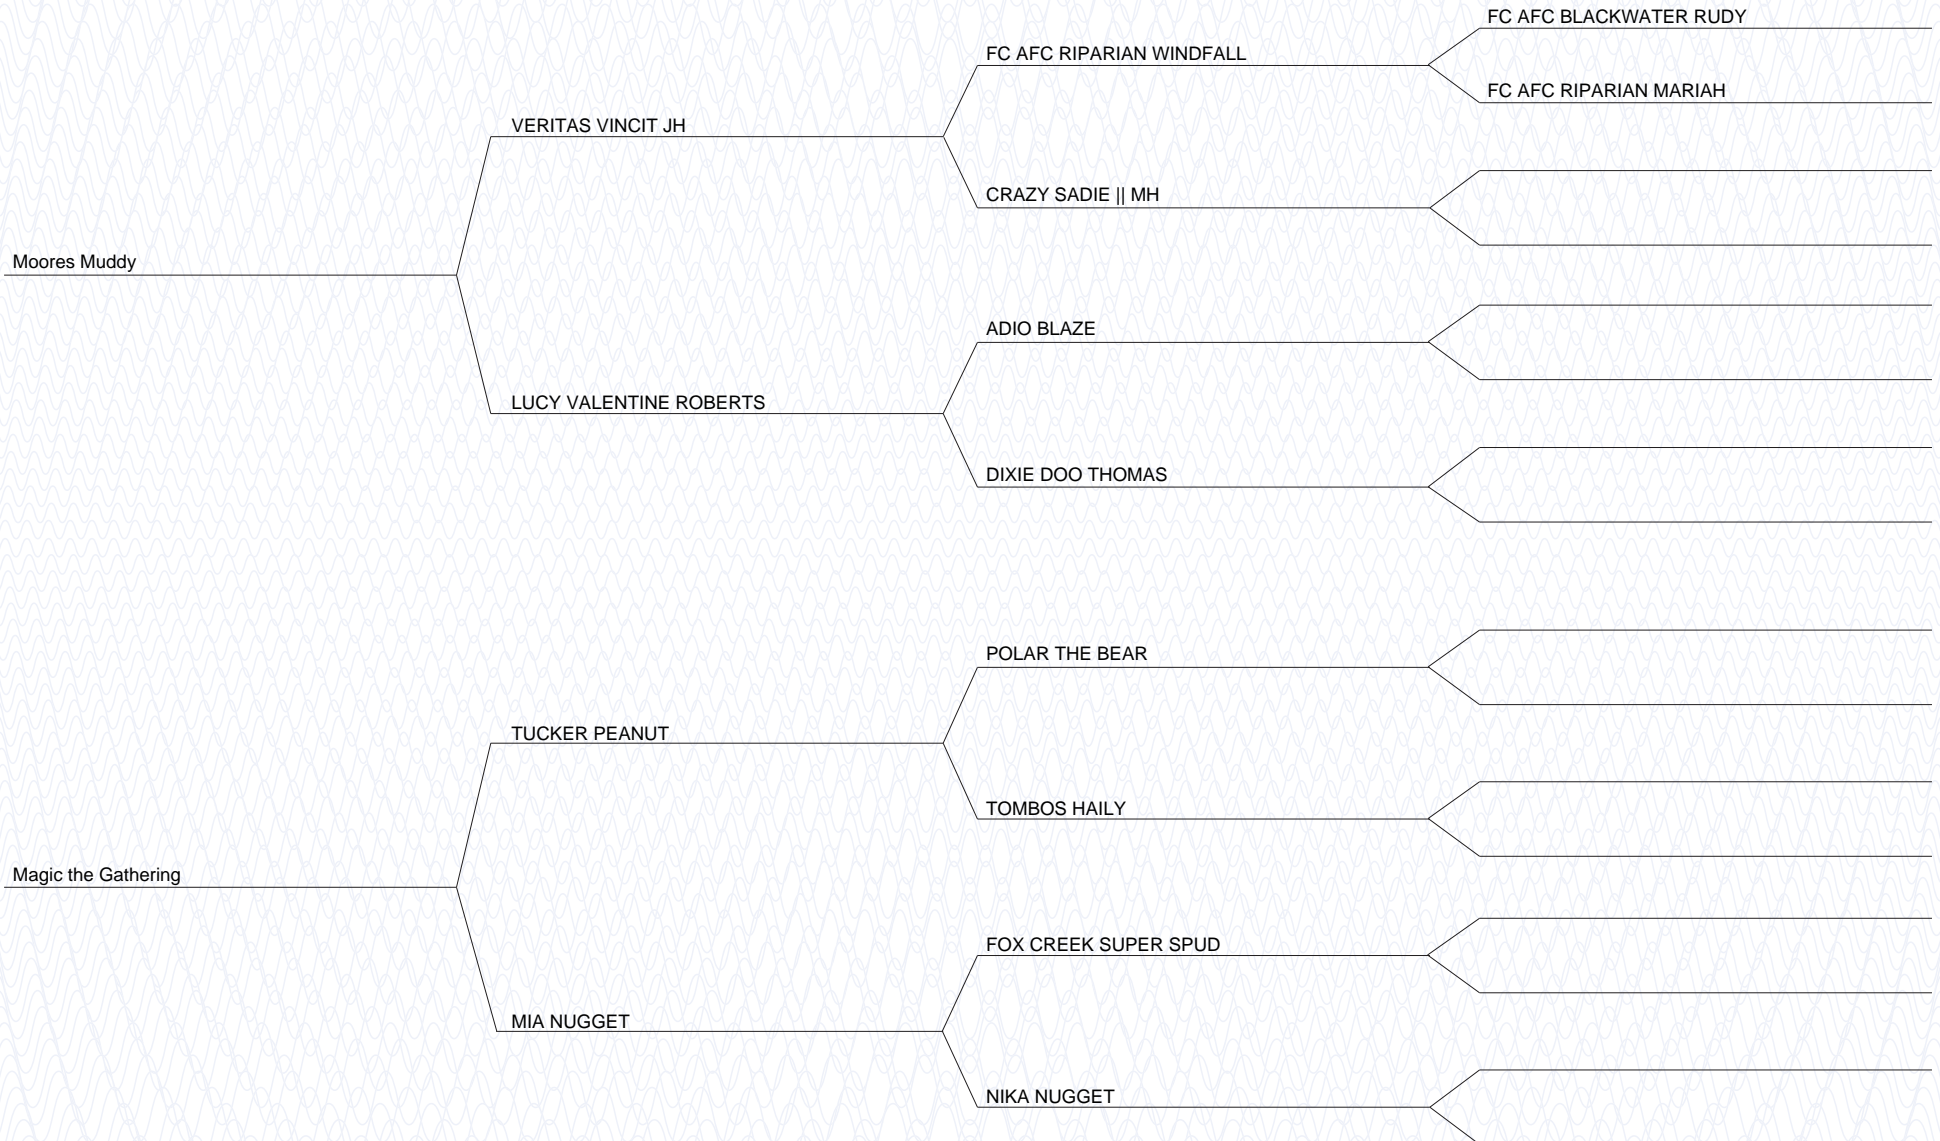 FC AFC BLACKWATER RUDY
FC AFC RIPARIAN WINDFALL
FC AFC RIPARIAN MARIAH
VERITAS VINCIT JH
CRAZY SADIE || MH
Moores Muddy
ADIO BLAZE
LUCY VALENTINE ROBERTS
DIXIE DOO THOMAS
POLAR THE BEAR
TUCKER PEANUT
TOMBOS HAILY
Magic the Gathering
FOX CREEK SUPER SPUD
MIA NUGGET
NIKA NUGGET